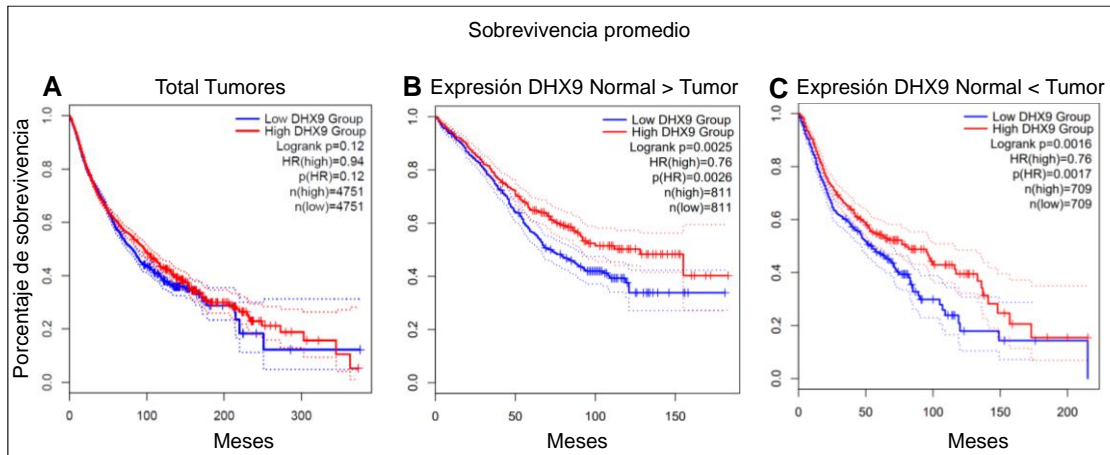 Sobrevivencia promedio
A Total Tumores
Low DHX9 Group
High DHX9 Group
Logrank p=0.12
HR(high)=0.94
p(HR)=0.12
n(high)=4751
n(low)=4751
Porcentaje de sobrevivencia
1.0
0.8
0.6
0.4
0.2
0.0
0 100 200 300
Meses
B Expresión DHX9 Normal > Tumor
Low DHX9 Group
High DHX9 Group
Logrank p=0.0025
HR(high)=0.76
p(HR)=0.0026
n(high)=811
n(low)=811
1.0
0.8
0.6
0.4
0.2
0.0
0 50 100 150
Meses
C Expresión DHX9 Normal < Tumor
Low DHX9 Group
High DHX9 Group
Logrank p=0.0016
HR(high)=0.76
p(HR)=0.0017
n(high)=709
n(low)=709
1.0
0.8
0.6
0.4
0.2
0.0
0 50 100 150 200
Meses